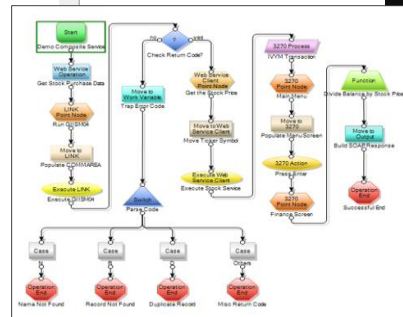 Start
Demo Composite Service
Web Service
Operation
Get Stock Purchase Data
LINK
Point Node
Move to
LINK
Populate COMMAREA
Execute LINK
?
Check Return Code?
Move to
Work Variable
Trap Error Code
Switch
Parse Code
Web Service
Client
Point Node
Get the Stock Price
Move to Web
Service Client
Move Ticker Symbol
Execute Web
Service Client
Execute Stock Service
3270 Process
IVYM Transaction
3270
Point Node
Main Menu
Move to
3270
Populate Menu Screen
3270 Action
Press Enter
3270
Point Node
Finance Screen
Function
Divide Balance by Stock Price
Move to
Output
Build SOAP Response
Operation
End
Successful End
Case
Case
Case
Case
Others
Operation
End
Name Not Found
Operation
End
Record Not Found
Operation
End
Duplicate Record
Operation
End
Misc Return Code